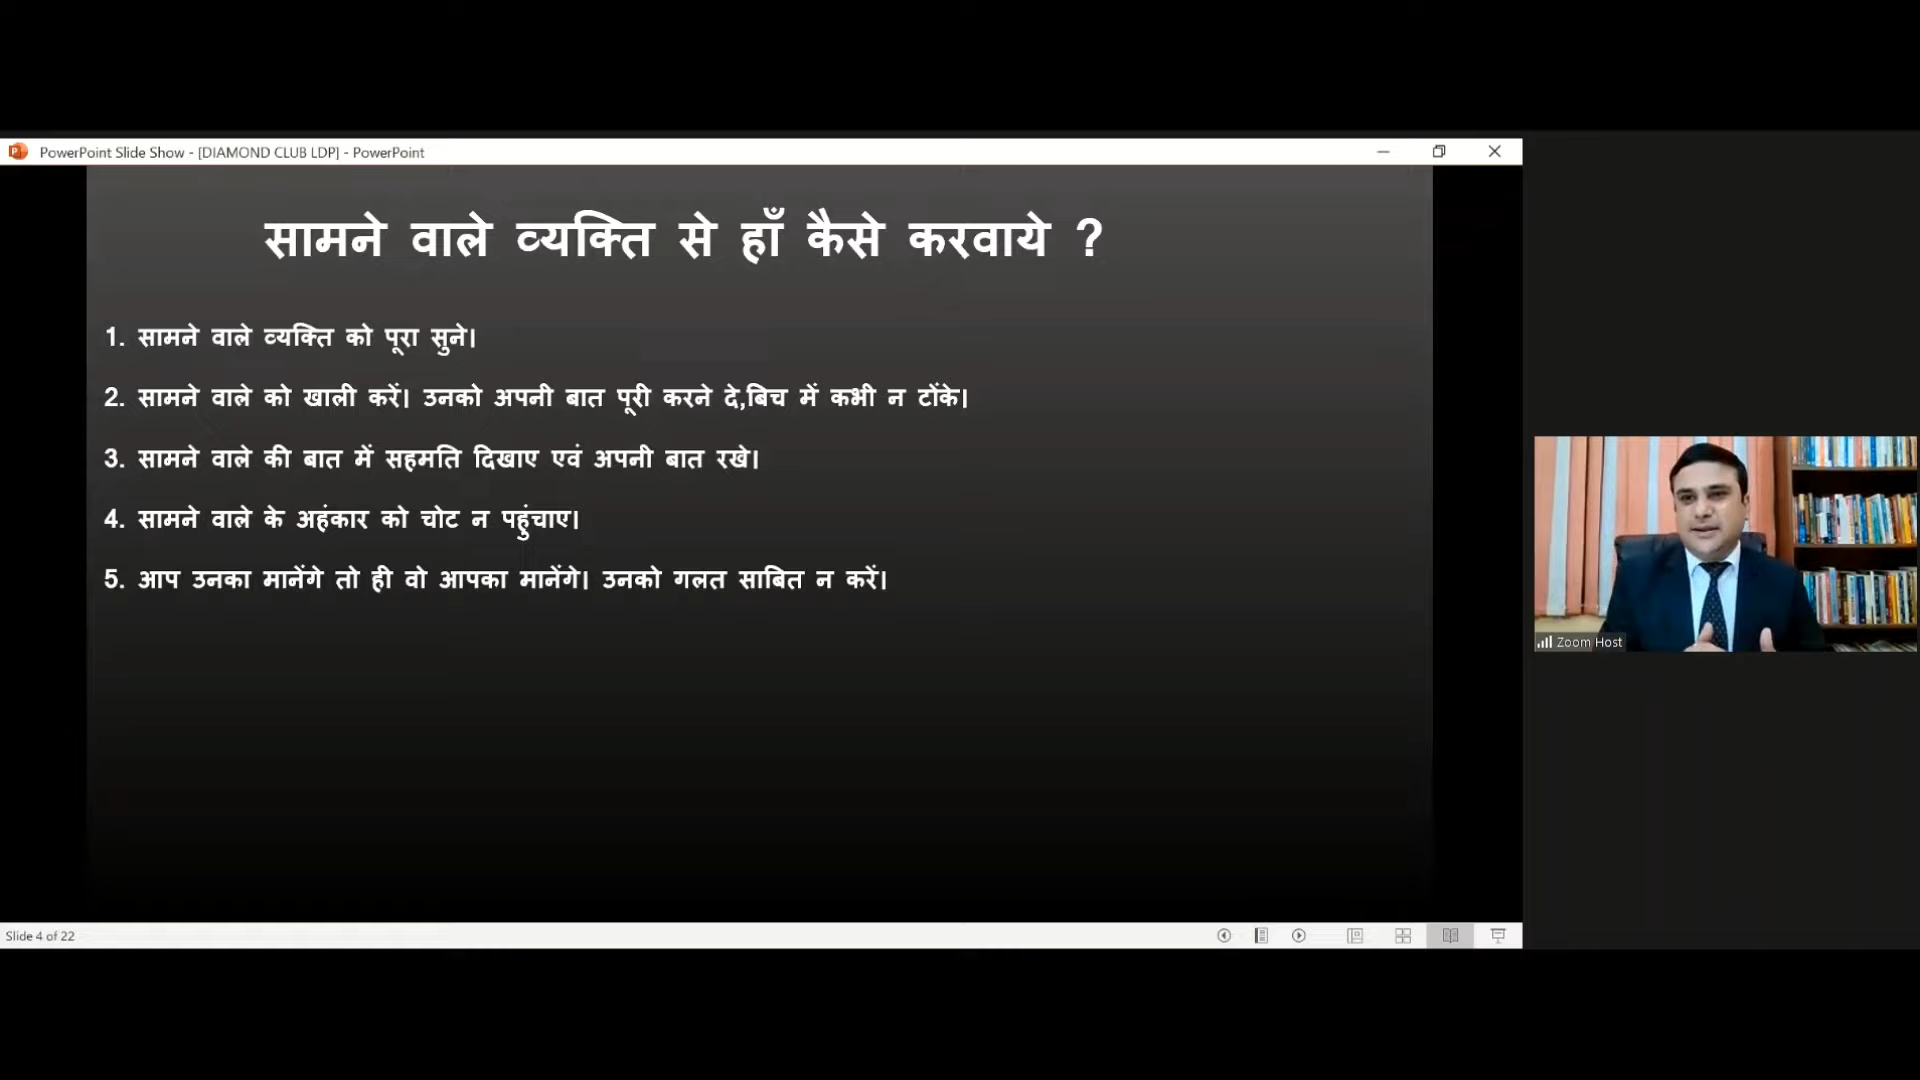 PowerPoint Slide Show - [DIAMOND CLUB LDP] - PowerPoint
सामने वाले व्यक्ति से हाँ कैसे करवाये ?
1. सामने वाले व्यक्ति को पूरा सुने।
2. सामने वाले को खाली करें। उनको अपनी बात पूरी करने दे,बिच में कभी न टोंके।
3. सामने वाले की बात में सहमति दिखाए एवं अपनी बात रखे।
4. सामने वाले के अहंकार को चोट न पहुंचाए।
5. आप उनका मानेंगे तो ही वो आपका मानेंगे। उनको गलत साबित न करें।
Zoom Host
Slide 4 of 22